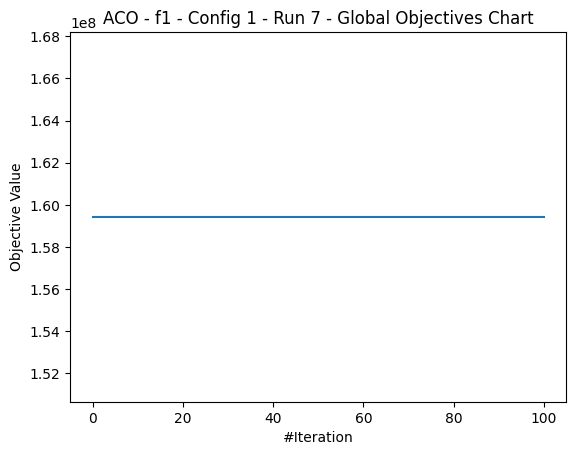 ACO - f1 - Config 1 - Run 7 - Global Objectives Chart
1e8
1.68
1.66
1.64
1.62
1.60
1.58
1.56
1.54
1.52
Objective Value
0 20 40 60 80 100
#Iteration